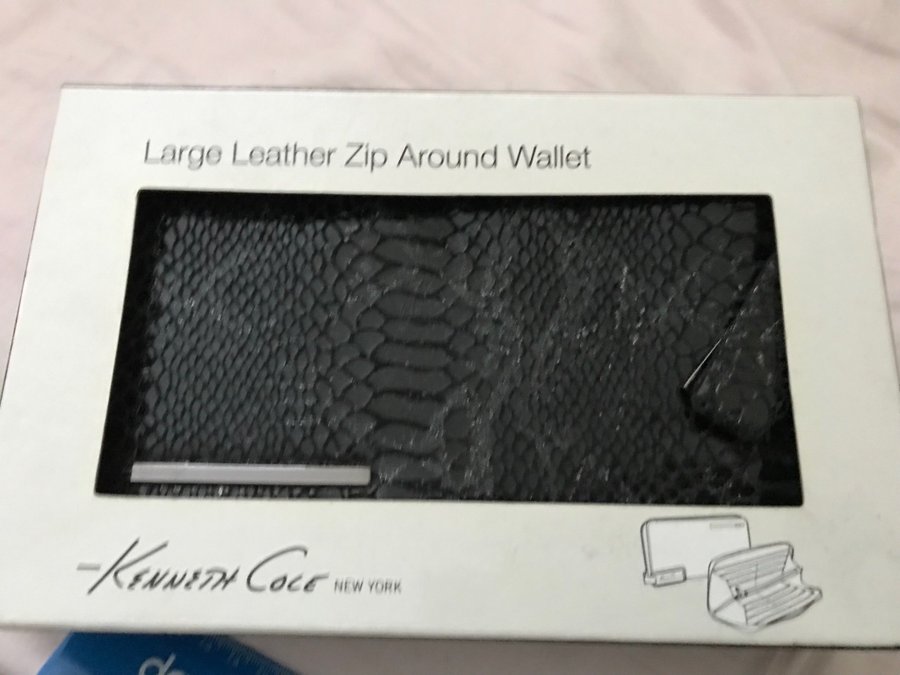 Large Leather Zip Around Wallet
KENNETH COLE NEW YORK